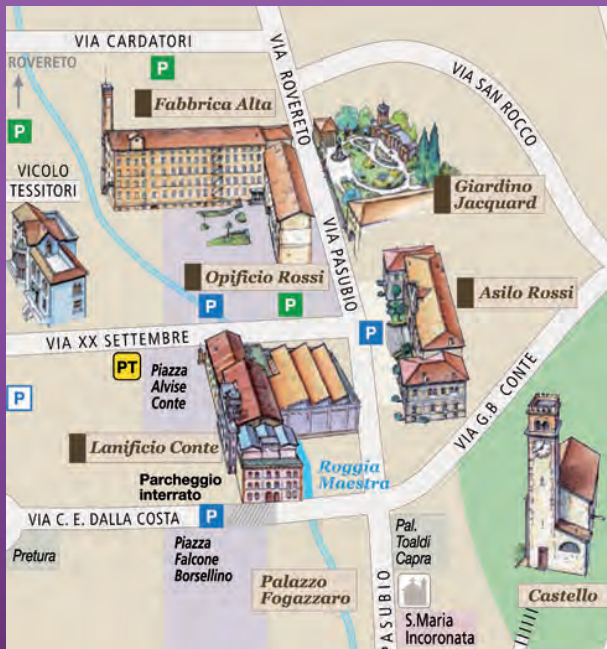 VIA CARDATORI
VIA ROVERETO
ROVERETO
P
Fabbrica Alta
VIA SAN ROCCO
P
VICOLO
TESSITORI
Giardino
Jacquard
VIA PASUBIO
Opificio Rossi
Asilo Rossi
P
P
VIA XX SETTEMBRE
P
PT
Piazza
Alvise
Conte
P
VIA G.B CONTE
Lanificio Conte
Roggia
Maestra
Parcheggio
interrato
VIA C. E. DALLA COSTA
P
Pretura
Piazza
Falcone
Borsellino
Pal.
Toaldi
Capra
Palazzo
Fogazzaro
PASUBIO
Castello
S.Maria
Incoronata